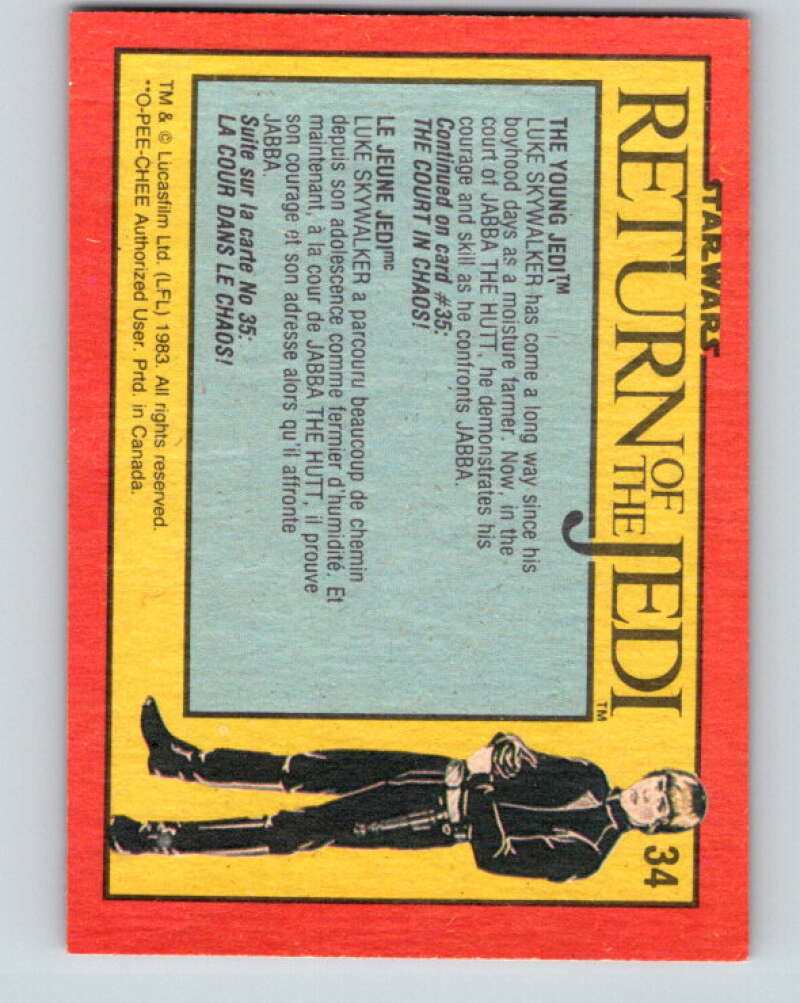 STAR WARS
RETURN OF THE JEDI™
34
THE YOUNG JEDI™
LUKE SKYWALKER has come a long way since his
boyhood days as a moisture farmer. Now, in the
court of JABBA THE HUTT, he demonstrates his
courage and skill as he confronts JABBA.
Continued on card #35:
THE COURT IN CHAOS!
LE JEUNE JEDImc
LUKE SKYWALKER a parcouru beaucoup de chemin
depuis son adolescence comme fermier d'humidité. Et
maintenant, à la cour de JABBA THE HUTT, il prouve
son courage et son adresse alors qu'il affronte
JABBA.
Suite sur la carte No 35:
LA COUR DANS LE CHAOS!
TM & © Lucasfilm Ltd. (LFL) 1983. All rights reserved.
**O-PEE-CHEE Authorized User. Prtd. in Canada.